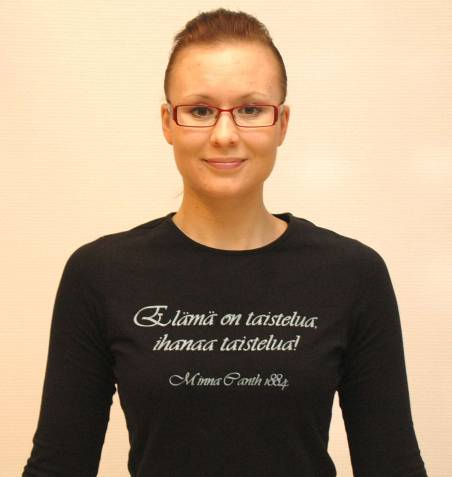 Elämä on taistelua,
ihanaa taistelua!
Minna Canth 1884.